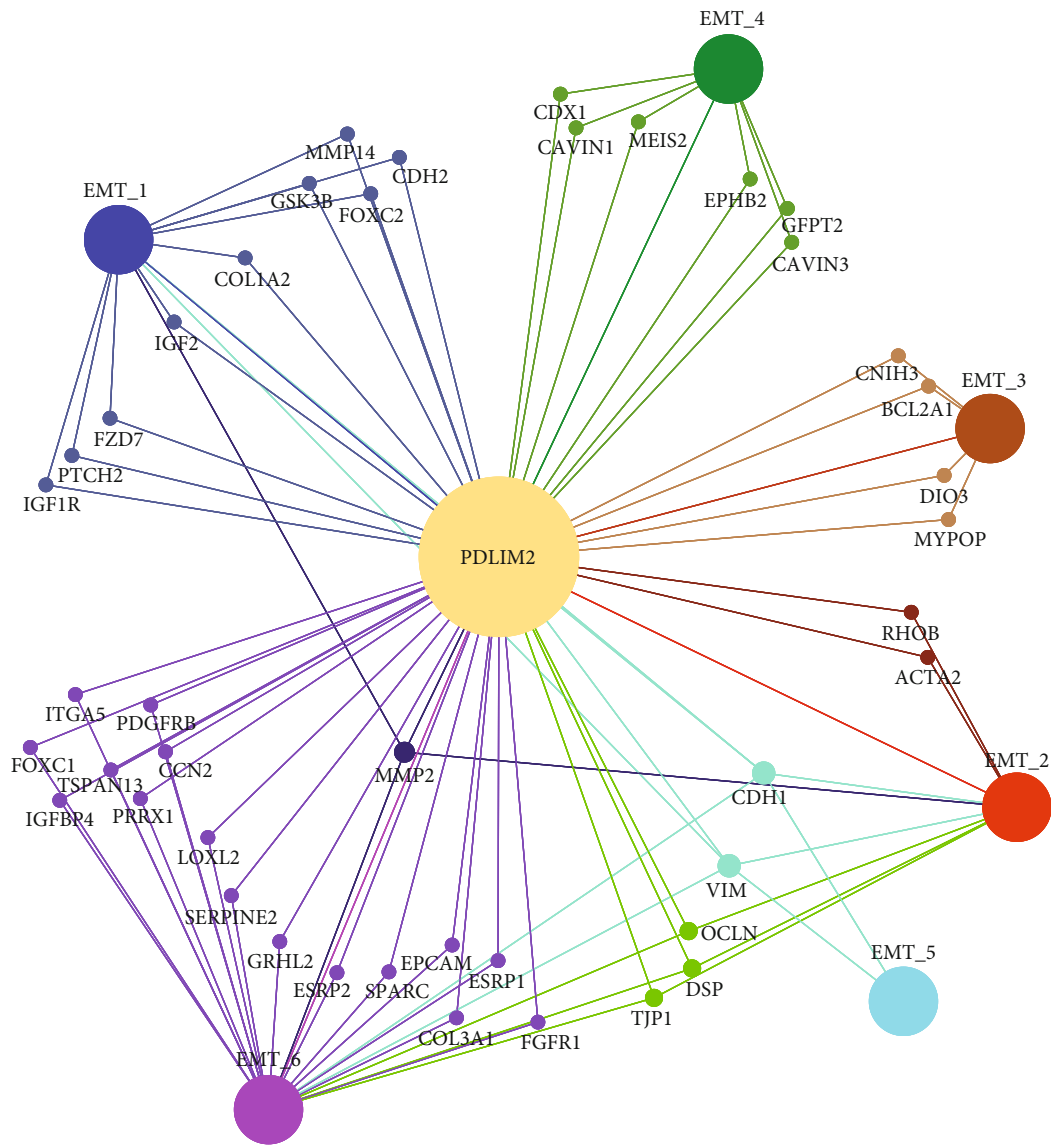 EMT_4
CDX1
CAVIN1
MEIS2
MMP14
CDH2
EMT_1
GSK3B
FOXC2
EPHB2
GFPT2
CAVIN3
COL1A2
IGF2
CNIH3
EMT_3
BCL2A1
FZD7
PTCH2
IGF1R
DIO3
MYPOP
PDLIM2
RHOB
ACTA2
ITGA5
PDGFRB
FOXC1
TSPAN13
CCN2
IGFBP4
PRRX1
MMP2
EMT_2
CDH1
LOXL2
VIM
SERPINE2
OCLN
GRHL2
EPCAM
ESRP1
ESRP2
SPARC
EMT_5
DSP
TJP1
COL3A1
FGFR1
EMT_6